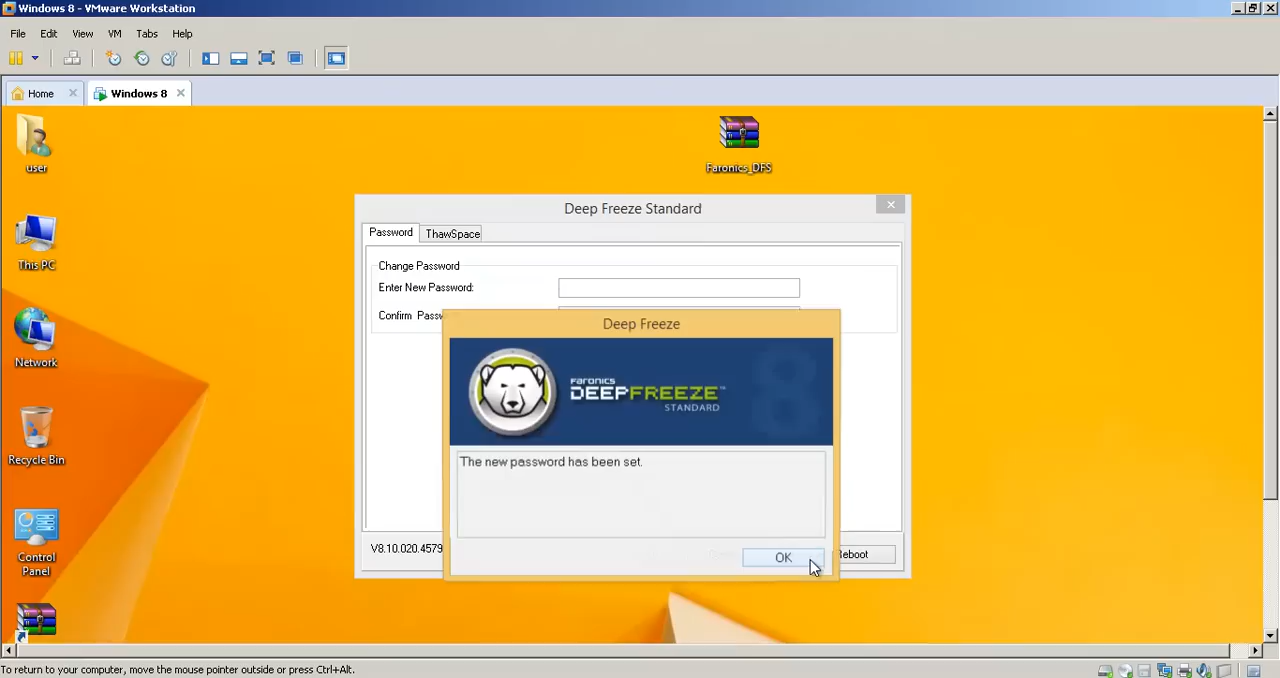 Windows 8 - VMware Workstation
File Edit View VM Tabs Help
Home Windows 8
user
This PC
Network
Recycle Bin
Control
Panel
Faronics_DFS
Deep Freeze Standard
Password ThawSpace
Change Password
Enter New Password:
Confirm Passw
Deep Freeze
FARONICS
DEEPFREEZE™
STANDARD
8
The new password has been set.
OK
V8.10.020.4579
Reboot
To return to your computer, move the mouse pointer outside or press Ctrl+Alt.